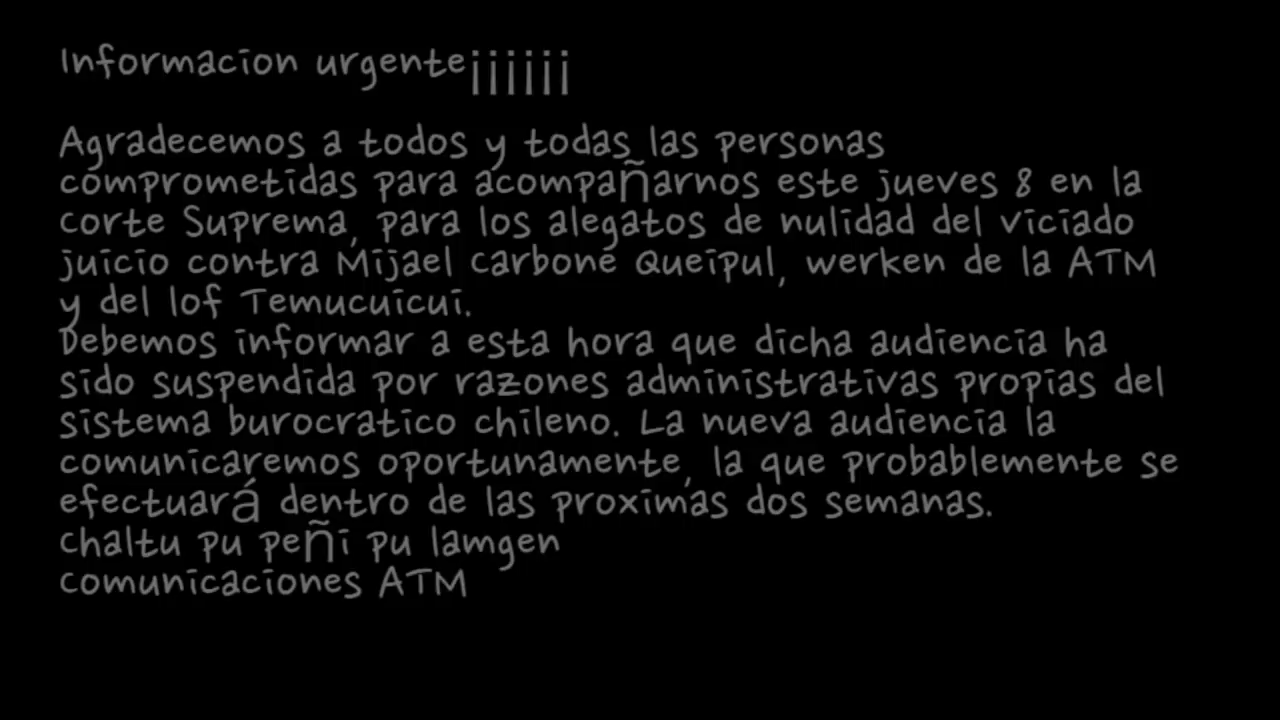 Informacion urgente¡¡¡¡¡¡
Agradecemos a todos y todas las personas
comprometidas para acompañarnos este jueves 8 en la
corte Suprema, para los alegatos de nulidad del viciado
juicio contra Mijael Carbone Queipul, werken de la ATM
y del lof Temucuicui.
Debemos informar a esta hora que dicha audiencia ha
sido suspendida por razones administrativas propias del
sistema burocratico chileno. La nueva audiencia la
comunicaremos oportunamente, la que probablemente se
efectuará dentro de las proximas dos semanas.
chaltu pu peñi pu lamgen
comunicaciones ATM